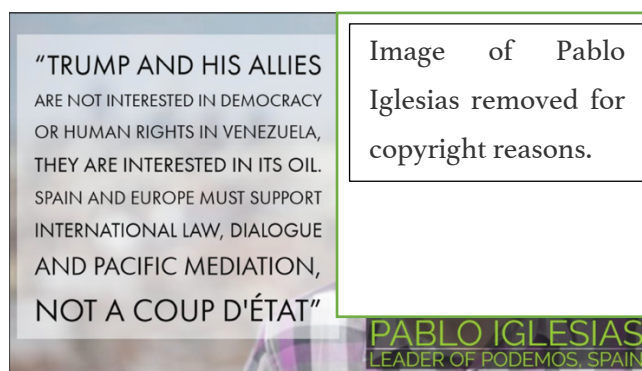 “TRUMP AND HIS ALLIES
ARE NOT INTERESTED IN DEMOCRACY
OR HUMAN RIGHTS IN VENEZUELA,
THEY ARE INTERESTED IN ITS OIL.
SPAIN AND EUROPE MUST SUPPORT
INTERNATIONAL LAW, DIALOGUE
AND PACIFIC MEDIATION,
NOT A COUP D'ÉTAT”
Image of Pablo
Iglesias removed for
copyright reasons.
PABLO IGLESIAS
LEADER OF PODEMOS, SPAIN